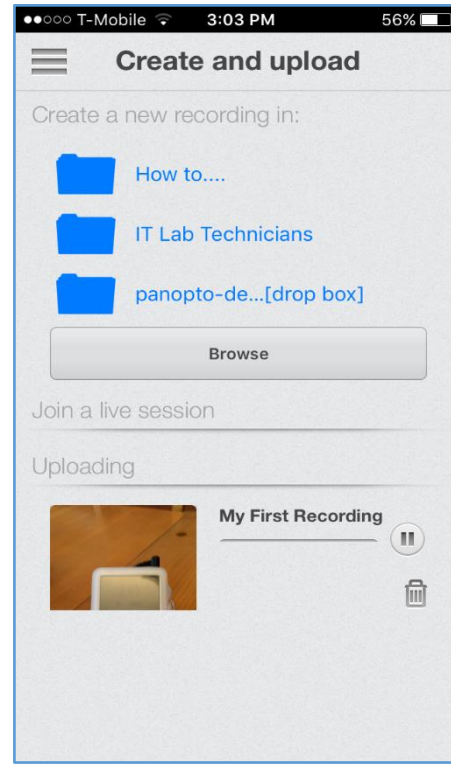 T-Mobile 3:03 PM 56%
Create and upload
Create a new recording in:
How to....
IT Lab Technicians
panopto-de...[drop box]
Browse
Join a live session
Uploading
My First Recording